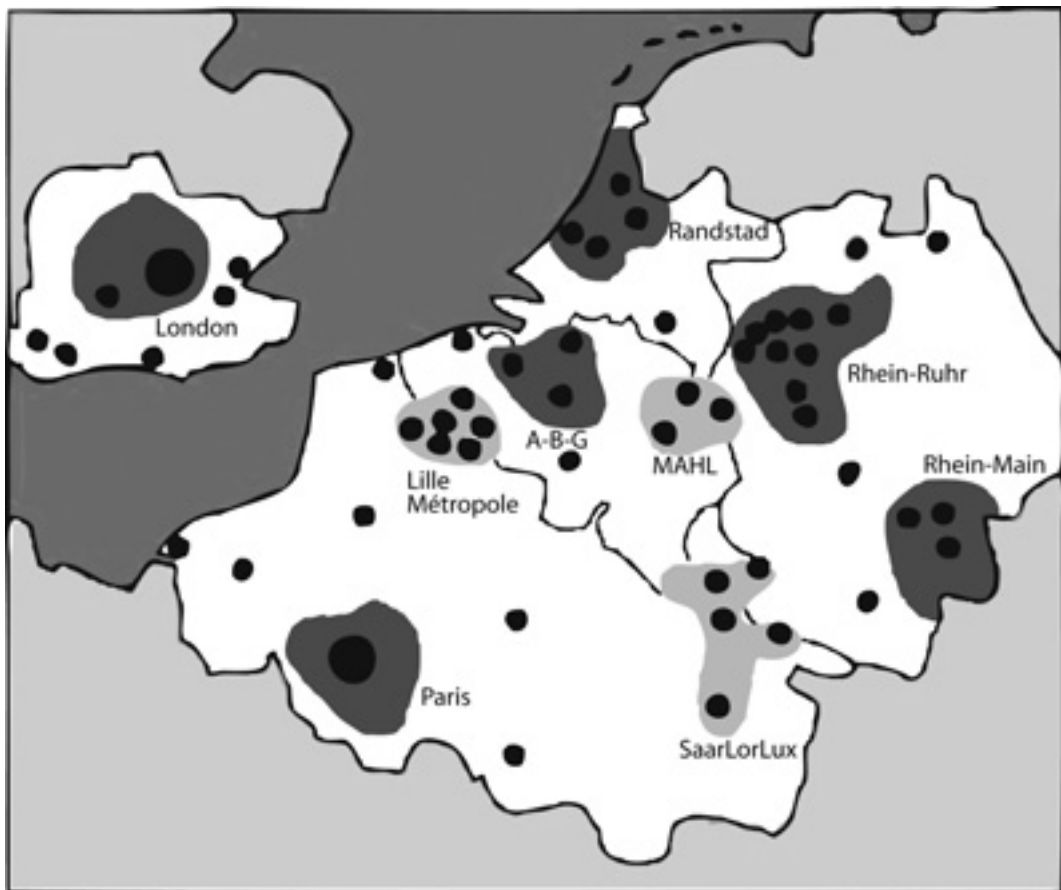 Randstad
London
Rhein-Ruhr
A-B-G
MAHL
Rhein-Main
Lille
Métropole
Paris
SaarLorLux